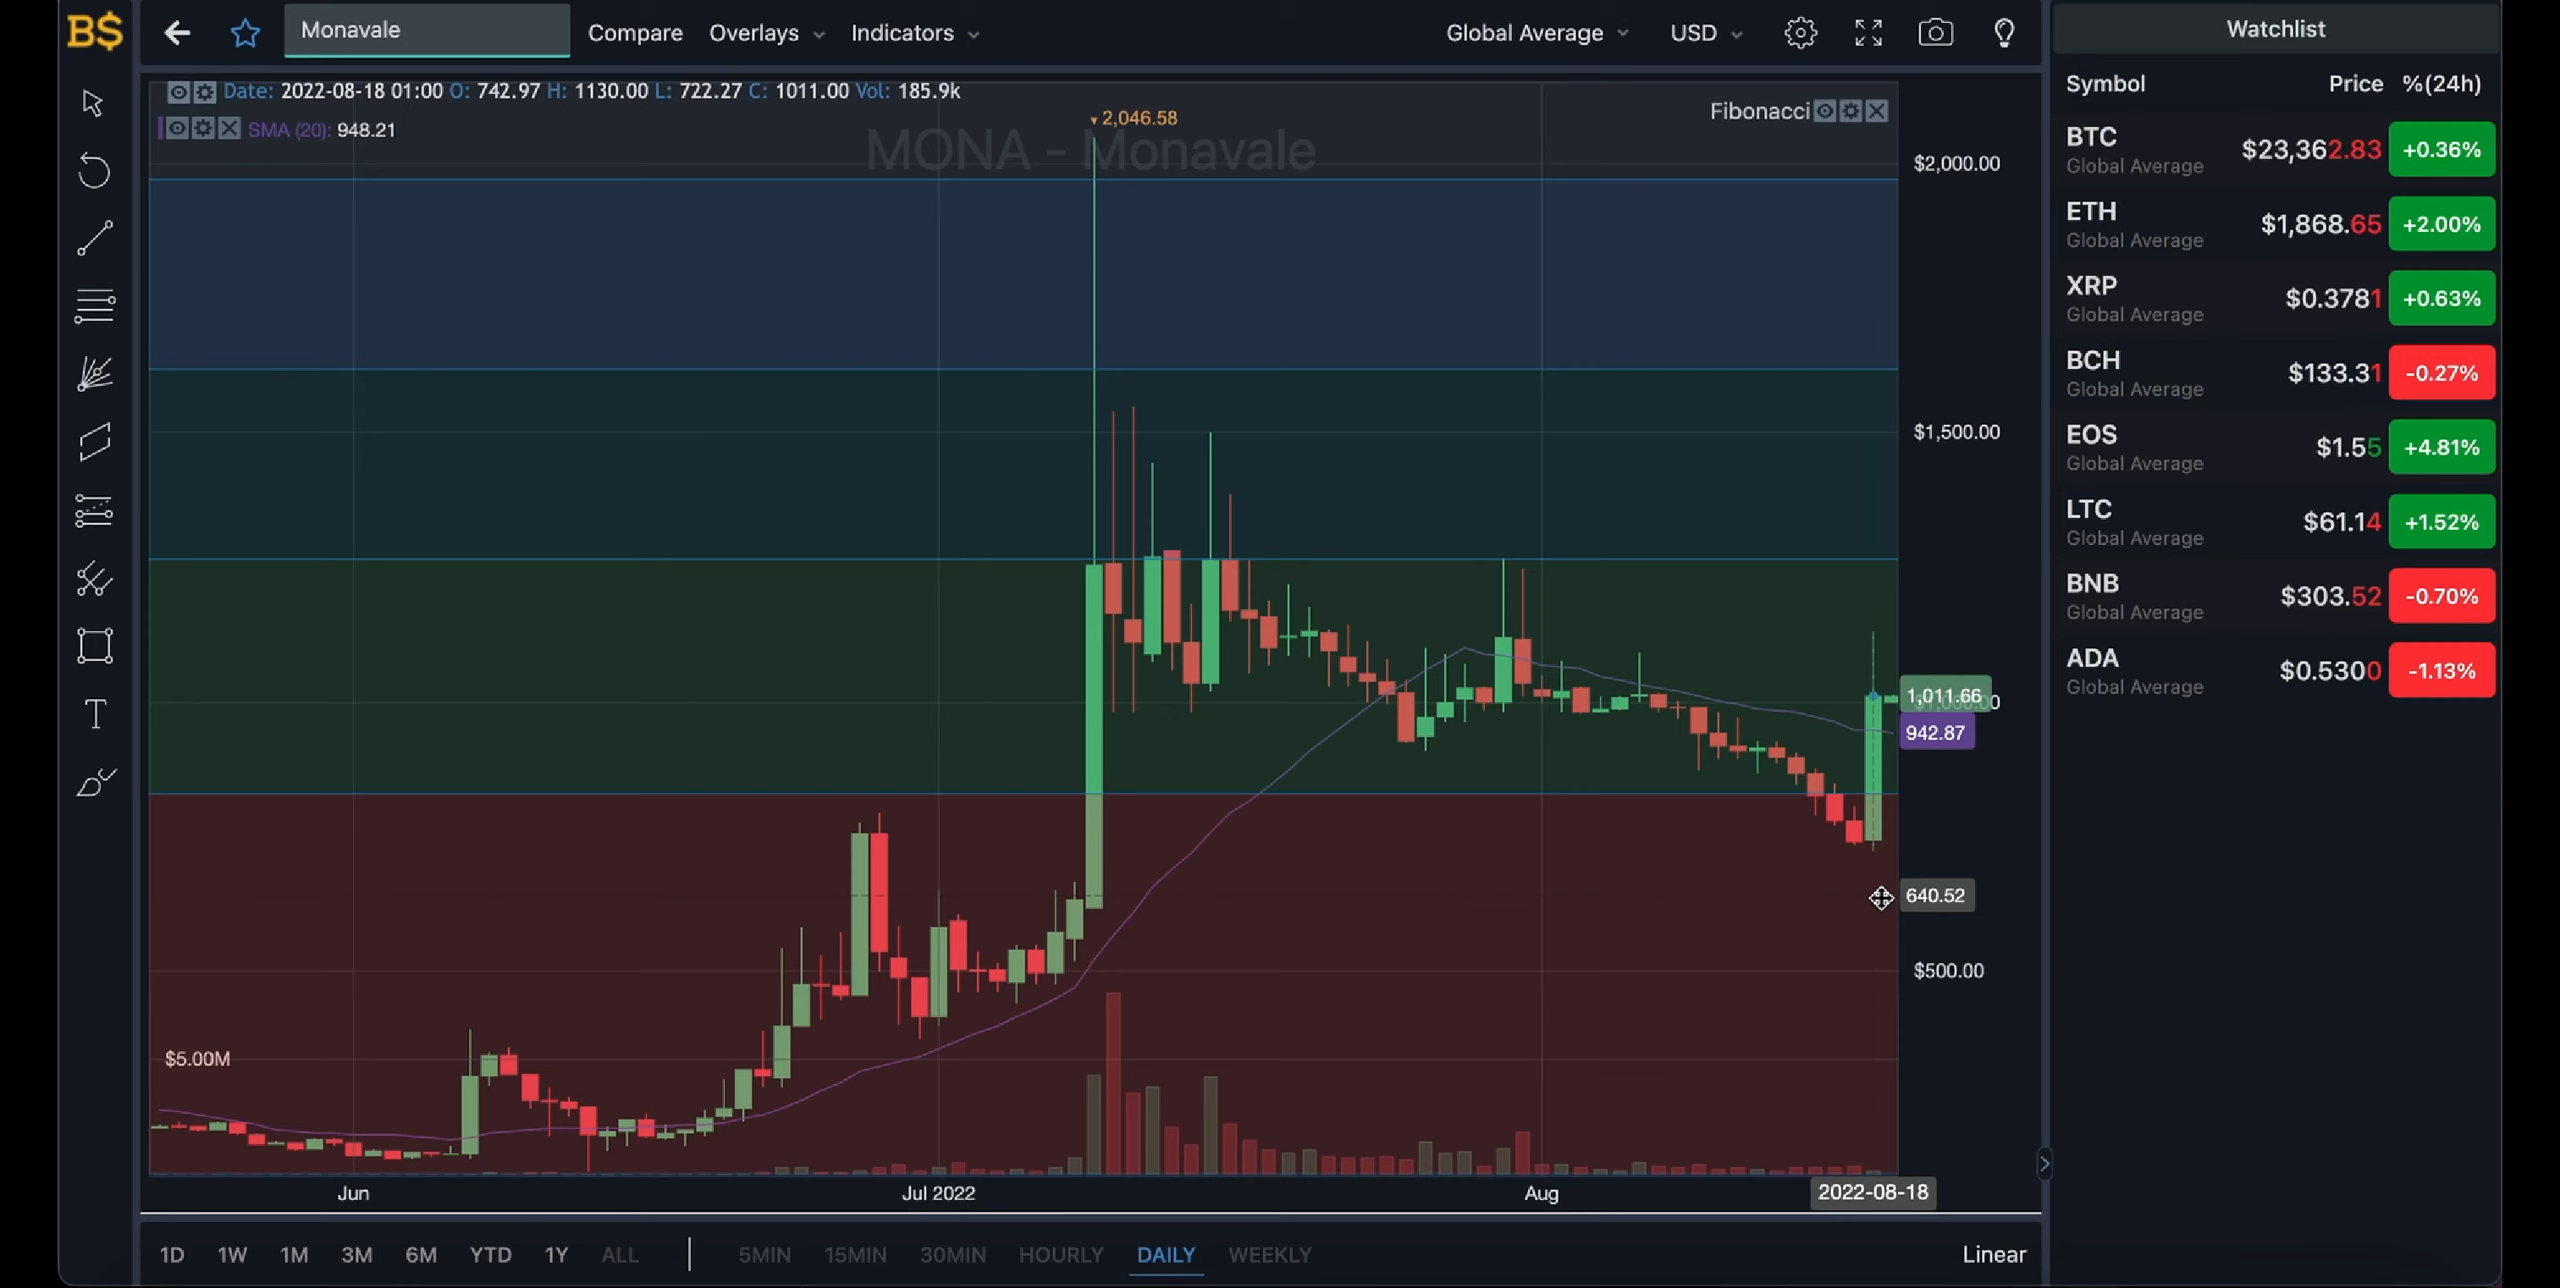 B$
Monavale
Compare
Overlays
Indicators
Global Average
USD
Date: 2022-08-18 01:00 O: 742.97 H: 1130.00 L: 722.27 C: 1011.00 Vol: 185.9k
SMA (20): 948.21
2,046.58
MONA - Monavale
Fibonacci
$2,000.00
$1,500.00
1,011.66
942.87
640.52
$500.00
$5.00M
Jun
Jul 2022
Aug
2022-08-18
1D 1W 1M 3M 6M YTD 1Y ALL
5MIN 15MIN 30MIN HOURLY DAILY WEEKLY
Linear
Watchlist
Symbol Price %(24h)
BTC $23,362.83 +0.36%
Global Average
ETH $1,868.65 +2.00%
Global Average
XRP $0.3781 +0.63%
Global Average
BCH $133.31 -0.27%
Global Average
EOS $1.55 +4.81%
Global Average
LTC $61.14 +1.52%
Global Average
BNB $303.52 -0.70%
Global Average
ADA $0.5300 -1.13%
Global Average